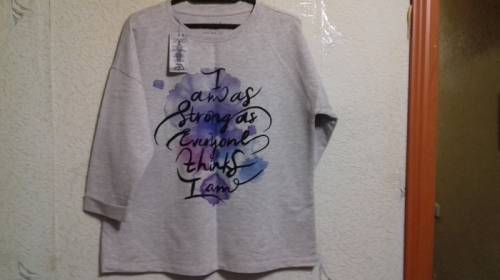 I
am as
Strong as
Everyone
thinks
I am